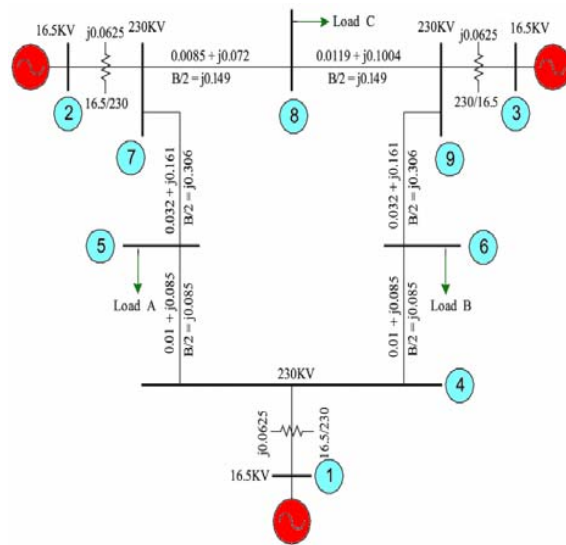 Load C
16.5KV
j0.0625
230KV
0.0085 + j0.072
0.0119 + j0.1004
230KV
j0.0625
16.5KV
B/2 = j0.149
B/2 = j0.149
2
16.5/230
8
230/16.5
3
7
9
0.032 + j0.161
B/2 = j0.306
0.032 + j0.161
B/2 = j0.306
5
6
Load A
Load B
0.01 + j0.085
B/2 = j0.085
0.01 + j0.085
B/2 = j0.085
230KV
4
j0.0625
16.5/230
16.5KV
1